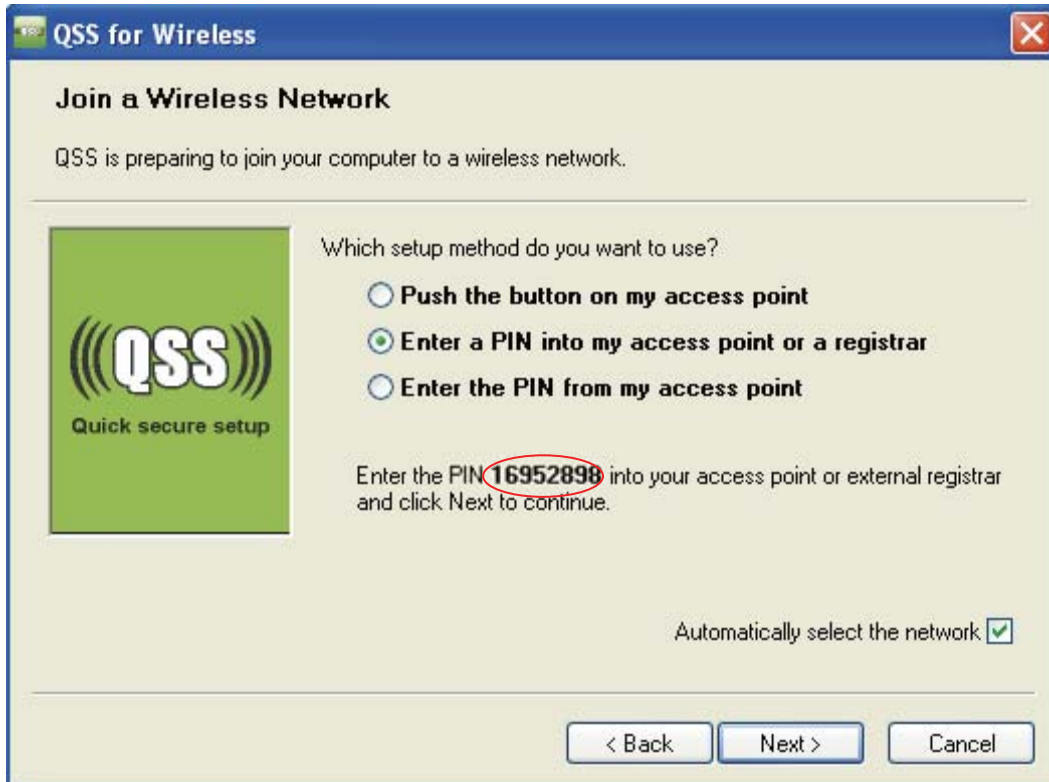 QSS for Wireless
Join a Wireless Network
QSS is preparing to join your computer to a wireless network.
Which setup method do you want to use?
Push the button on my access point
Enter a PIN into my access point or a registrar
Enter the PIN from my access point
(((QSS)))
Quick secure setup
Enter the PIN 16952898 into your access point or external registrar
and click Next to continue.
Automatically select the network
< Back
Next >
Cancel